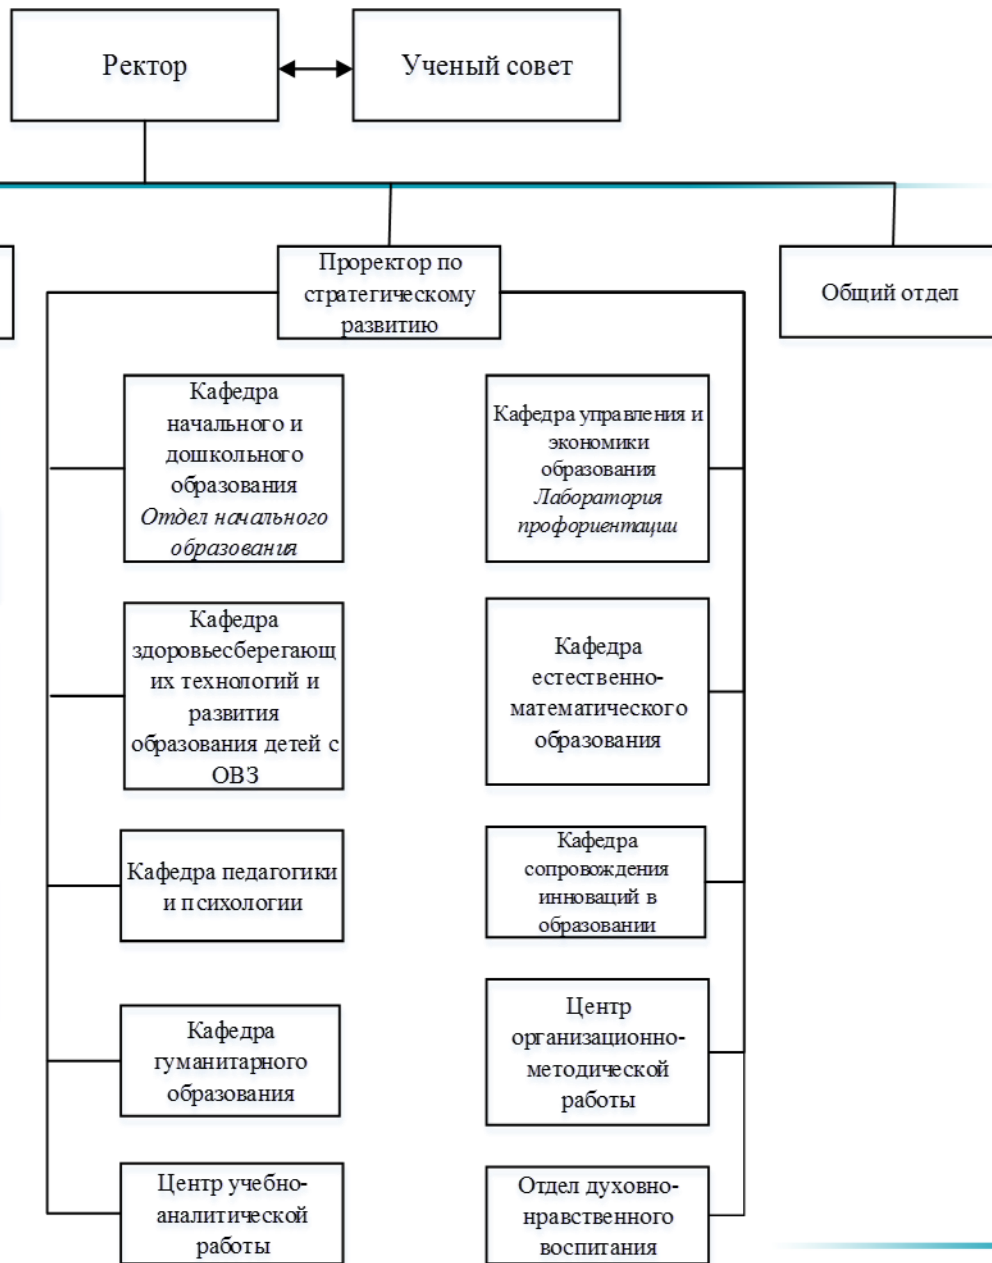 Ректор
Ученый совет
Проректор по
стратегическому
развитию
Общий отдел
Кафедра
начального и
дошкольного
образования
Отдел начального
образования
Кафедра управления и
экономики
образования
Лаборатория
профориентации
Кафедра
здоровьесберегающ
их технологий и
развития
образования детей с
ОВЗ
Кафедра
естественно-
математического
образования
Кафедра педагогики
и психологии
Кафедра
сопровождения
инноваций в
образовании
Кафедра
гуманитарного
образования
Центр
организационно-
методической
работы
Центр учебно-
аналитической
работы
Отдел духовно-
нравственного
воспитания